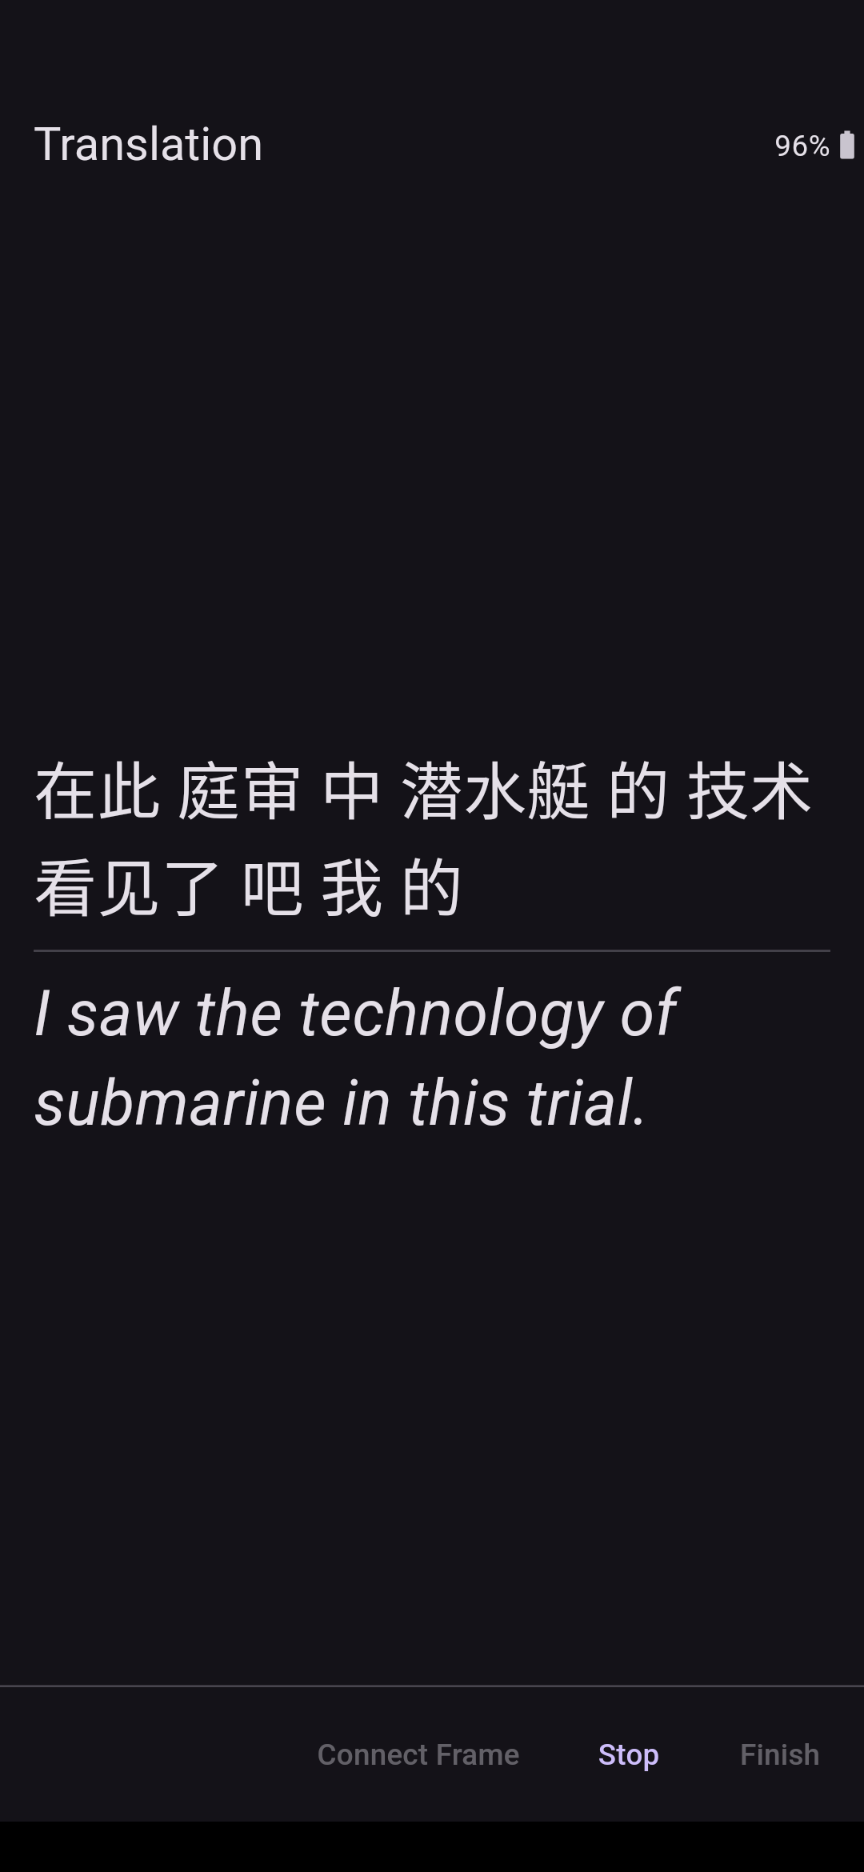 Translation
96%
在此 庭审 中 潜水艇 的 技术
看见了 吧 我 的
I saw the technology of
submarine in this trial.
Connect Frame Stop Finish